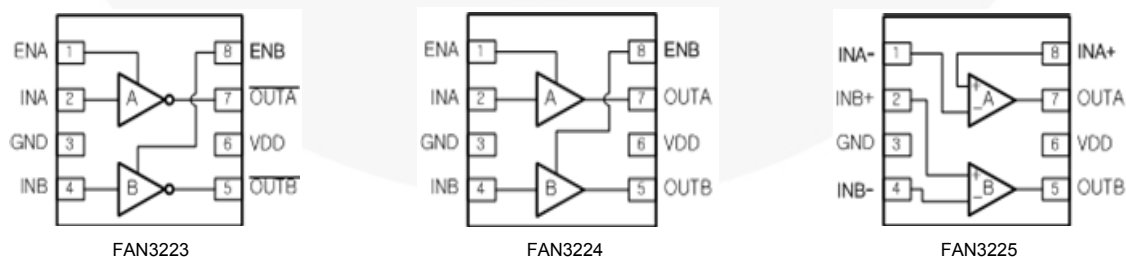 ENA 1 8 ENB
INA 2 A 7 O̅U̅T̅A̅
GND 3 6 VDD
INB 4 B 5 O̅U̅T̅B̅
FAN3223
ENA 1 8 ENB
INA 2 A 7 OUTA
GND 3 6 VDD
INB 4 B 5 OUTB
FAN3224
INA- 1 8 INA+
INB+ 2 + - A 7 OUTA
GND 3 6 VDD
INB- 4 + - B 5 OUTB
FAN3225